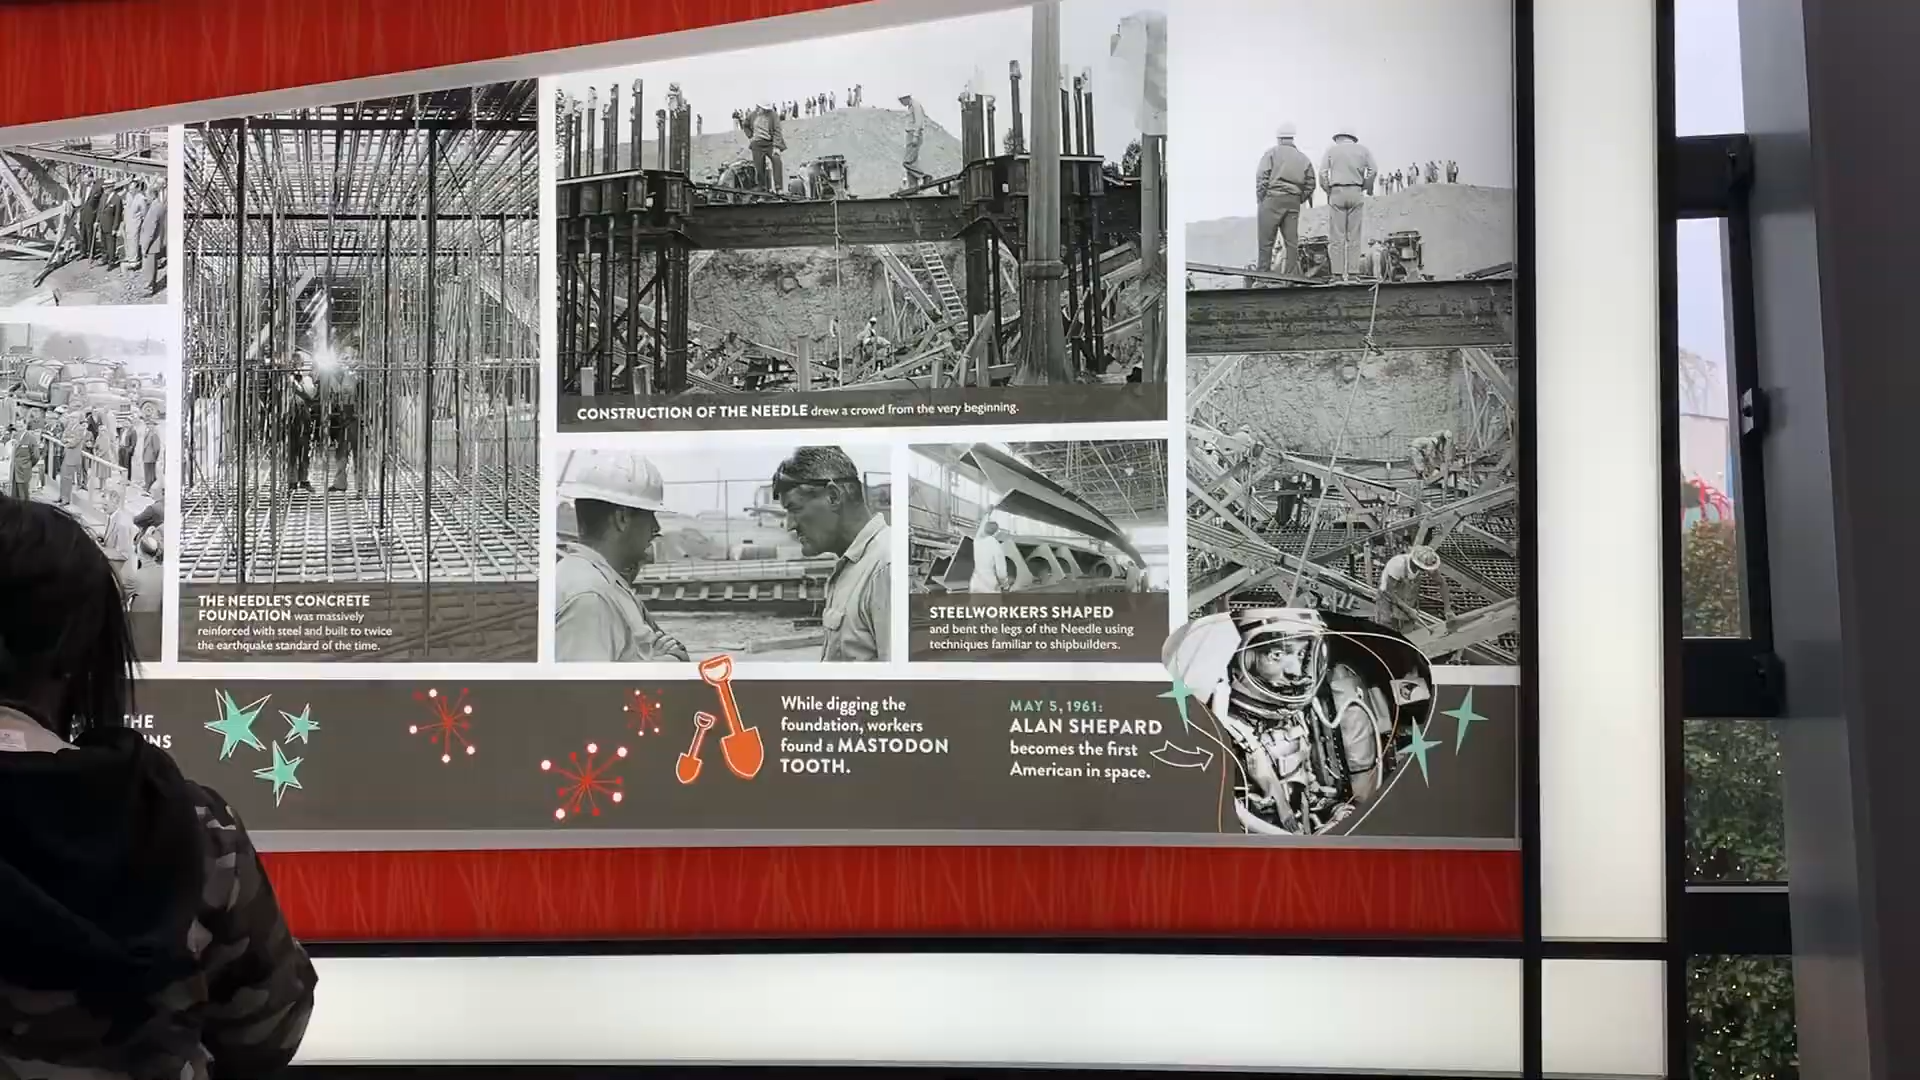 CONSTRUCTION OF THE NEEDLE drew a crowd from the very beginning.
THE NEEDLE'S CONCRETE
FOUNDATION was massively
reinforced with steel and built to twice
the earthquake standard of the time.
STEELWORKERS SHAPED
and bent the legs of the Needle using
techniques familiar to shipbuilders.
THE
While digging the
foundation, workers
found a MASTODON
TOOTH.
MAY 5, 1961:
ALAN SHEPARD
becomes the first
American in space.